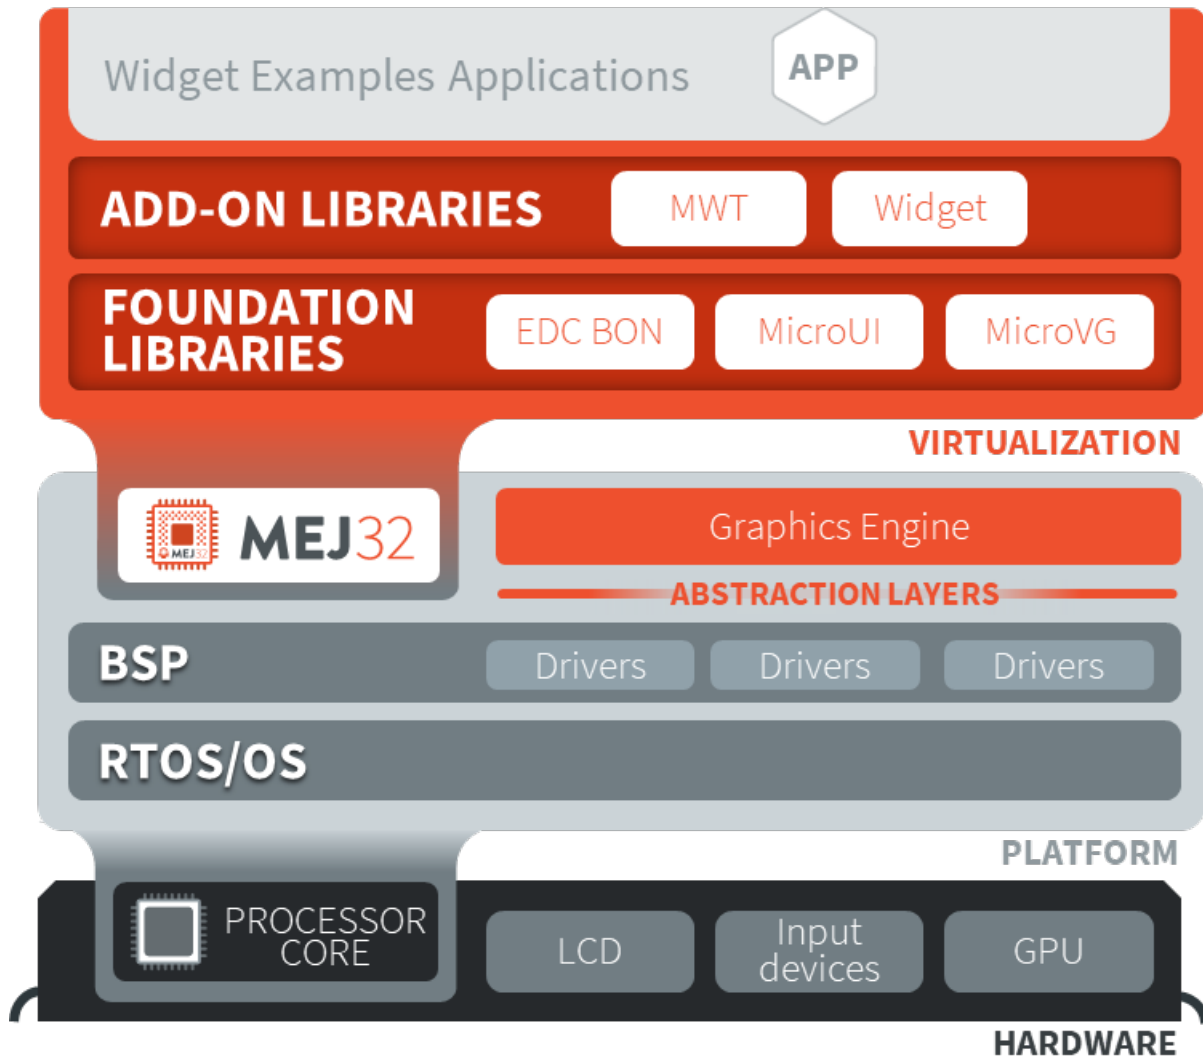 Widget Examples Applications
APP
ADD-ON LIBRARIES
MWT
Widget
FOUNDATION
LIBRARIES
EDC BON
MicroUI
MicroVG
VIRTUALIZATION
MEJ32
MEJ32
Graphics Engine
ABSTRACTION LAYERS
BSP
Drivers
Drivers
Drivers
RTOS/OS
PLATFORM
PROCESSOR
CORE
LCD
Input
devices
GPU
HARDWARE